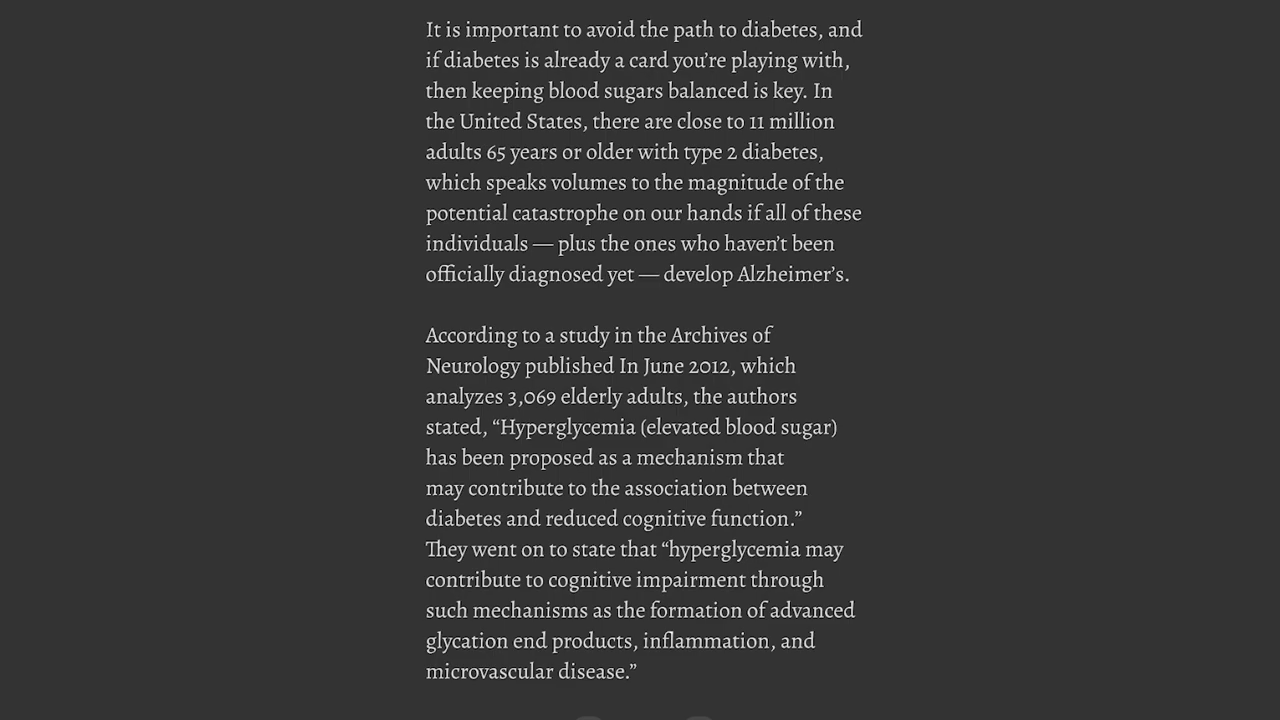 It is important to avoid the path to diabetes, and
if diabetes is already a card you’re playing with,
then keeping blood sugars balanced is key. In
the United States, there are close to 11 million
adults 65 years or older with type 2 diabetes,
which speaks volumes to the magnitude of the
potential catastrophe on our hands if all of these
individuals — plus the ones who haven’t been
officially diagnosed yet — develop Alzheimer’s.
According to a study in the Archives of
Neurology published In June 2012, which
analyzes 3,069 elderly adults, the authors
stated, “Hyperglycemia (elevated blood sugar)
has been proposed as a mechanism that
may contribute to the association between
diabetes and reduced cognitive function.”
They went on to state that “hyperglycemia may
contribute to cognitive impairment through
such mechanisms as the formation of advanced
glycation end products, inflammation, and
microvascular disease.”